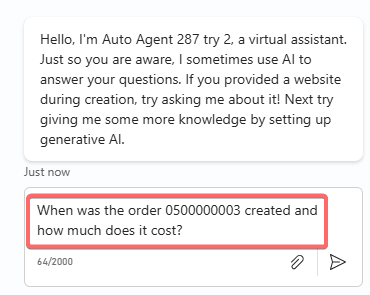 Hello, I'm Auto Agent 287 try 2, a virtual assistant.
Just so you are aware, I sometimes use AI to
answer your questions. If you provided a website
during creation, try asking me about it! Next try
giving me some more knowledge by setting up
generative AI.
Just now
When was the order 0500000003 created and
how much does it cost?
64/2000